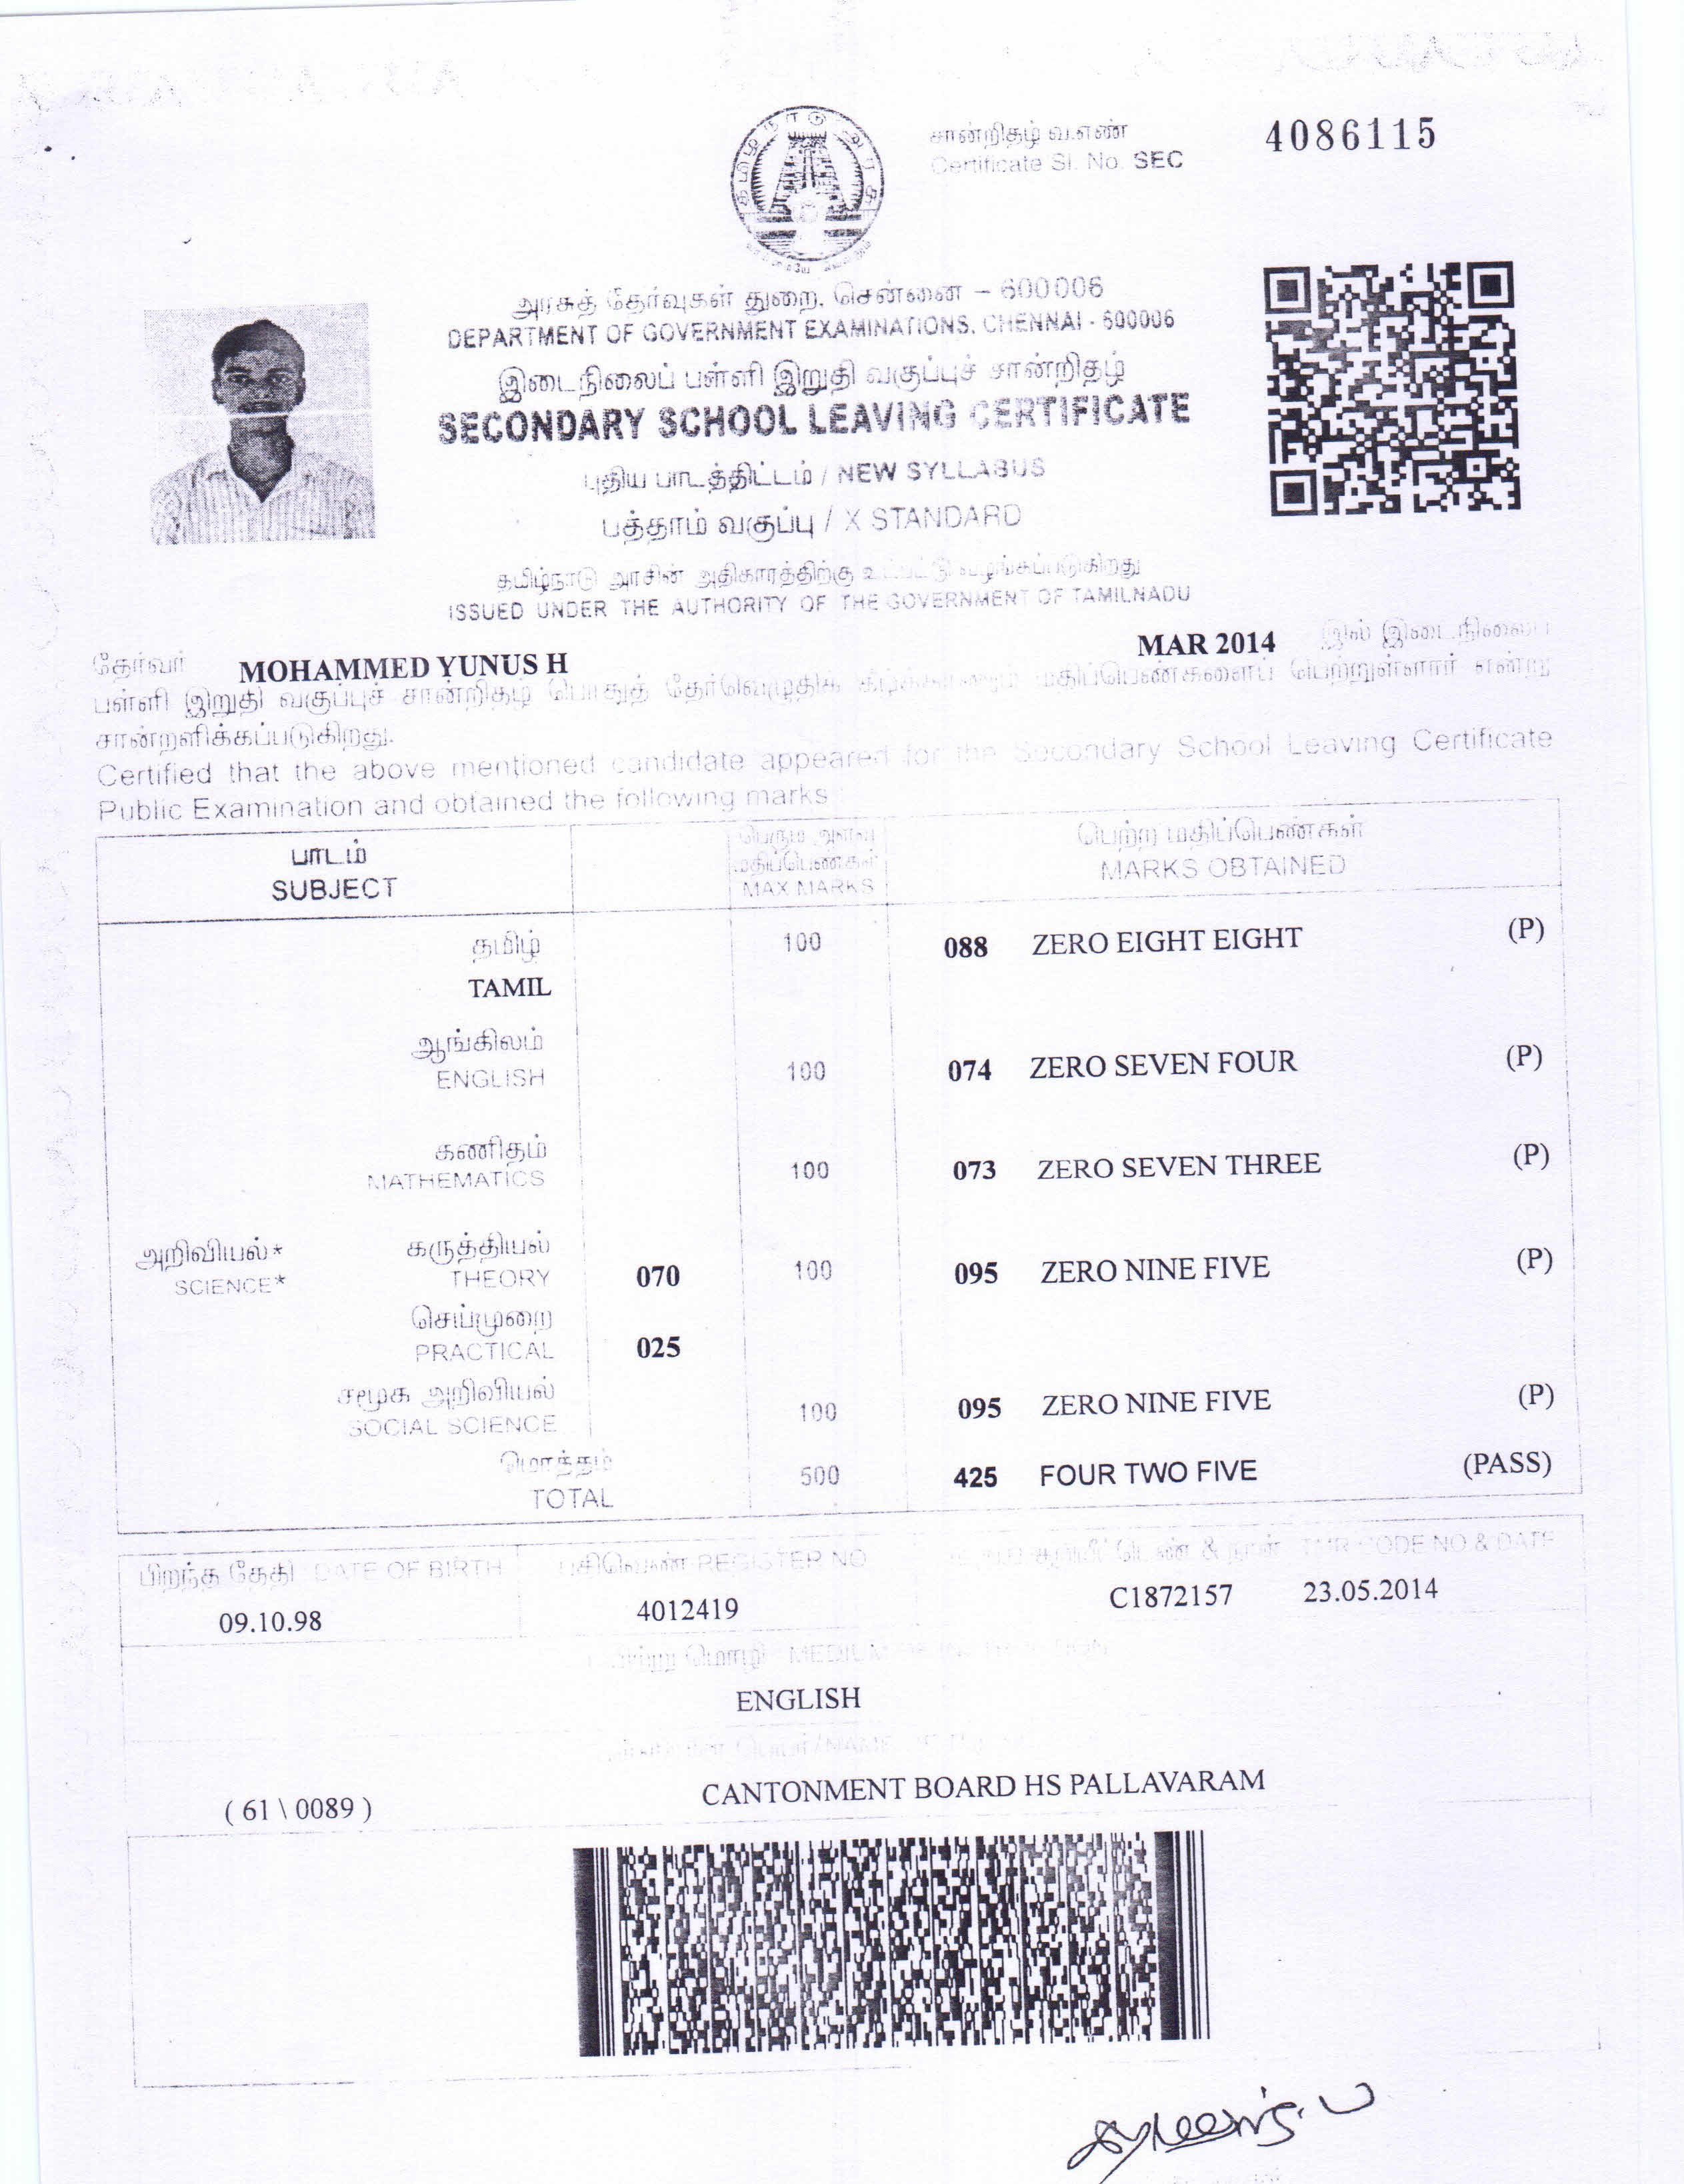 தமிழ்நாடு அரசு
சான்றிதழ் வ.எண்
Certificate Sl. No. SEC 4086115
அரசுத் தேர்வுகள் துறை, சென்னை – 600006
DEPARTMENT OF GOVERNMENT EXAMINATIONS, CHENNAI - 600006
இடைநிலைப் பள்ளி இறுதி வகுப்புச் சான்றிதழ்
SECONDARY SCHOOL LEAVING CERTIFICATE
புதிய பாடத்திட்டம் / NEW SYLLABUS
பத்தாம் வகுப்பு / X STANDARD
தமிழ்நாடு அரசின் அதிகாரத்திற்கு உட்பட்டு வழங்கப்படுகிறது
ISSUED UNDER THE AUTHORITY OF THE GOVERNMENT OF TAMILNADU
தேர்வர் MOHAMMED YUNUS H MAR 2014 இல் இடைநிலைப்
பள்ளி இறுதி வகுப்புச் சான்றிதழ் பொதுத் தேர்வெழுதிக் கீழ்க்காணும் மதிப்பெண்களைப் பெற்றுள்ளார் என்று
சான்றளிக்கப்படுகிறது.
Certified that the above mentioned candidate appeared for the Secondary School Leaving Certificate
Public Examination and obtained the following marks
பாடம் பெரும அளவு மதிப்பெண்கள் பெற்ற மதிப்பெண்கள்
SUBJECT MAX MARKS MARKS OBTAINED
தமிழ் 100 088 ZERO EIGHT EIGHT (P)
TAMIL
ஆங்கிலம்
ENGLISH 100 074 ZERO SEVEN FOUR (P)
கணிதம்
MATHEMATICS 100 073 ZERO SEVEN THREE (P)
அறிவியல்* கருத்தியல்
SCIENCE* THEORY 070 100 095 ZERO NINE FIVE (P)
செய்முறை
PRACTICAL 025
சமூக அறிவியல்
SOCIAL SCIENCE 100 095 ZERO NINE FIVE (P)
மொத்தம்
TOTAL 500 425 FOUR TWO FIVE (PASS)
பிறந்த தேதி DATE OF BIRTH பதிவெண் REGISTER NO & நாள் TMR CODE NO & DATE
09.10.98 4012419 C1872157 23.05.2014
மொழி MEDIUM OF INSTRUCTION
ENGLISH
பெயர் / NAME
( 61 \ 0089 ) CANTONMENT BOARD HS PALLAVARAM